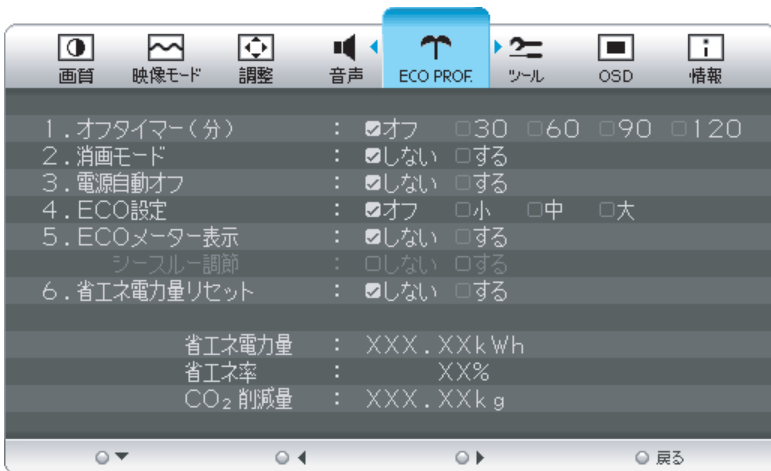 画質 映像モード 調整 音声 ECO PROF. ツール OSD 情報
1.オフタイマー(分) : オフ 30 60 90 120
2.消画モード : しない する
3.電源自動オフ : しない する
4.ECO設定 : オフ 小 中 大
5.ECOメーター表示 : しない する
シースルー調節 : しない する
6.省エネ電力量リセット : しない する
省エネ電力量 : XXX.XXkWh
省エネ率 : XX%
CO₂削減量 : XXX.XXkg
戻る